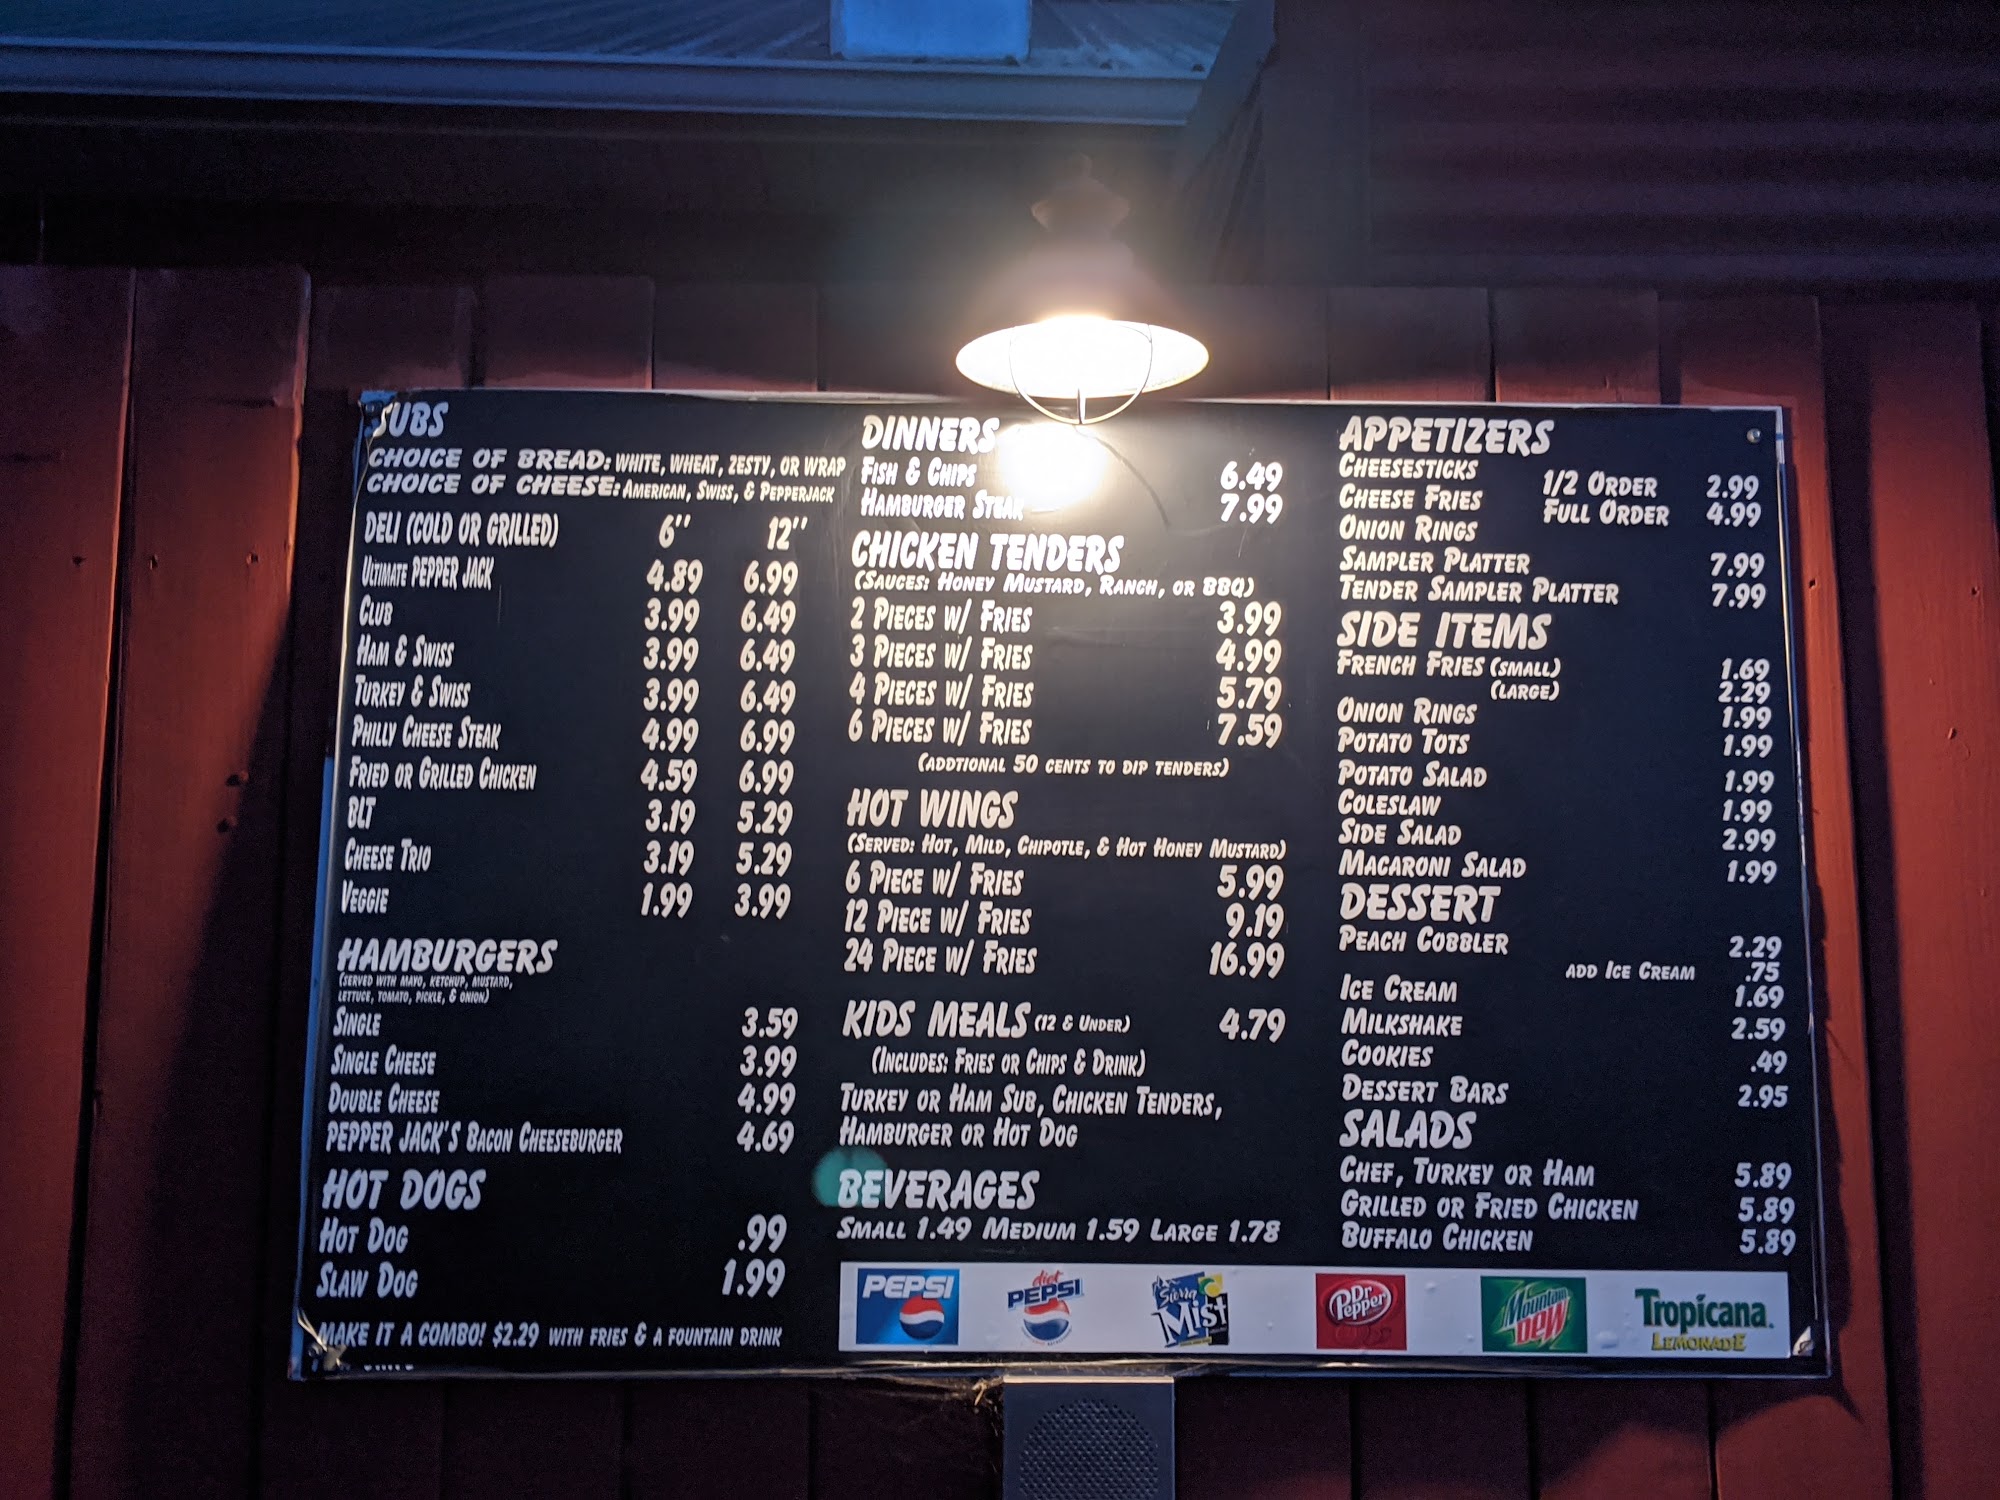 SUBS
CHOICE OF BREAD: WHITE, WHEAT, ZESTY, OR WRAP
CHOICE OF CHEESE: AMERICAN, SWISS, & PEPPERJACK
DELI (COLD OR GRILLED) 6" 12"
ULTIMATE PEPPER JACK 4.89 6.99
CLUB 3.99 6.49
HAM & SWISS 3.99 6.49
TURKEY & SWISS 3.99 6.49
PHILLY CHEESE STEAK 4.99 6.99
FRIED OR GRILLED CHICKEN 4.59 6.99
BLT 3.19 5.29
CHEESE TRIO 3.19 5.29
VEGGIE 1.99 3.99
HAMBURGERS
(SERVED WITH MAYO, KETCHUP, MUSTARD,
LETTUCE, TOMATO, PICKLE, & ONION)
SINGLE 3.59
SINGLE CHEESE 3.99
DOUBLE CHEESE 4.99
PEPPER JACK'S BACON CHEESEBURGER 4.69
HOT DOGS
HOT DOG .99
SLAW DOG 1.99
MAKE IT A COMBO! $2.29 WITH FRIES & A FOUNTAIN DRINK
DINNERS
FISH & CHIPS 6.49
HAMBURGER STEAK 7.99
CHICKEN TENDERS
(SAUCES: HONEY MUSTARD, RANCH, OR BBQ)
2 PIECES W/ FRIES 3.99
3 PIECES W/ FRIES 4.99
4 PIECES W/ FRIES 5.79
6 PIECES W/ FRIES 7.59
(ADDTIONAL 50 CENTS TO DIP TENDERS)
HOT WINGS
(SERVED: HOT, MILD, CHIPOTLE, & HOT HONEY MUSTARD)
6 PIECE W/ FRIES 5.99
12 PIECE W/ FRIES 9.19
24 PIECE W/ FRIES 16.99
KIDS MEALS (12 & UNDER) 4.79
(INCLUDES: FRIES OR CHIPS & DRINK)
TURKEY OR HAM SUB, CHICKEN TENDERS,
HAMBURGER OR HOT DOG
BEVERAGES
SMALL 1.49 MEDIUM 1.59 LARGE 1.78
APPETIZERS
CHEESESTICKS 1/2 ORDER 2.99
CHEESE FRIES FULL ORDER 4.99
ONION RINGS
SAMPLER PLATTER 7.99
TENDER SAMPLER PLATTER 7.99
SIDE ITEMS
FRENCH FRIES (SMALL) 1.69
(LARGE) 2.29
ONION RINGS 1.99
POTATO TOTS 1.99
POTATO SALAD 1.99
COLESLAW 1.99
SIDE SALAD 2.99
MACARONI SALAD 1.99
DESSERT
PEACH COBBLER 2.29
ADD ICE CREAM .75
ICE CREAM 1.69
MILKSHAKE 2.59
COOKIES .49
DESSERT BARS 2.95
SALADS
CHEF, TURKEY OR HAM 5.89
GRILLED OR FRIED CHICKEN 5.89
BUFFALO CHICKEN 5.89
PEPSI
diet PEPSI
Sierra Mist
Dr Pepper
Mountain Dew
Tropicana
LEMONADE